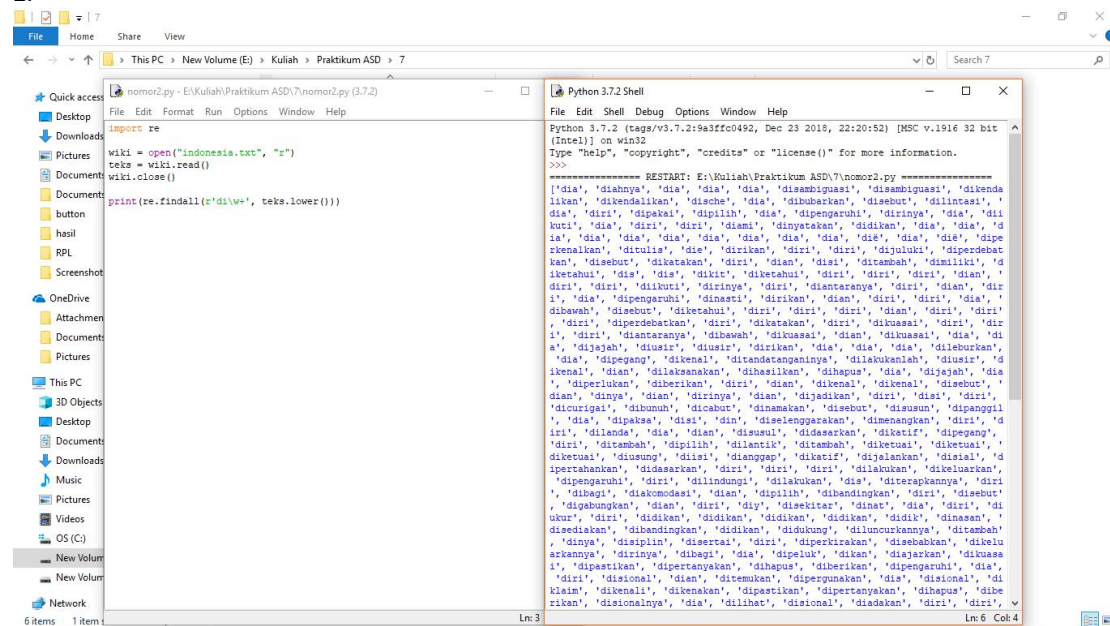 7
File Home Share View
This PC > New Volume (E:) > Kuliah > Praktikum ASD > 7
Search 7
Quick access
Desktop
Downloads
Pictures
Documents
Documents
button
hasil
RPL
Screenshot
OneDrive
Attachmen
Documents
Pictures
This PC
3D Objects
Desktop
Documents
Downloads
Music
Pictures
Videos
OS (C:)
New Volum
New Volum
Network
6 items 1 item s
nomor2.py - E:\Kuliah\Praktikum ASD\7\nomor2.py (3.7.2)
File Edit Format Run Options Window Help
import re
wiki = open("indonesia.txt", "r")
teks = wiki.read()
wiki.close()
print(re.findall(r'di\w+', teks.lower()))
Ln: 3
Python 3.7.2 Shell
File Edit Shell Debug Options Window Help
Python 3.7.2 (tags/v3.7.2:9a3ffc0492, Dec 23 2018, 22:20:52) [MSC v.1916 32 bit
(Intel)] on win32
Type "help", "copyright", "credits" or "license()" for more information.
>>>
================ RESTART: E:\Kuliah\Praktikum ASD\7\nomor2.py ================
['dia', 'diahnya', 'dia', 'dia', 'dia', 'disambiguasi', 'disambiguasi', 'dikenda
likan', 'dikendalikan', 'dische', 'dia', 'dibubarkan', 'disebut', 'dilintasi', '
dia', 'diri', 'dipakai', 'dipilih', 'dia', 'dipengaruhi', 'dirinya', 'dia', 'dii
kuti', 'dia', 'diri', 'diri', 'diami', 'dinyatakan', 'didikan', 'dia', 'dia', 'd
ia', 'dia', 'dia', 'dia', 'dia', 'dia', 'dia', 'dia', 'dië', 'dia', 'dië', 'dipe
rkenalkan', 'ditulis', 'die', 'dirikan', 'diri', 'diri', 'dijuluki', 'diperdebat
kan', 'disebut', 'dikatakan', 'diri', 'dian', 'disi', 'ditambah', 'dimiliki', 'd
iketahui', 'dis', 'dis', 'dikit', 'diketahui', 'diri', 'diri', 'diri', 'dian', '
diri', 'diri', 'diikuti', 'dirinya', 'diri', 'diantaranya', 'diri', 'dian', 'dir
i', 'dia', 'dipengaruhi', 'dinasti', 'dirikan', 'dian', 'diri', 'diri', 'dia', '
dibawah', 'disebut', 'diketahui', 'diri', 'diri', 'diri', 'dian', 'diri', 'diri'
, 'diri', 'diperdebatkan', 'diri', 'dikatakan', 'diri', 'dikuasai', 'diri', 'dir
i', 'diri', 'diantaranya', 'dibawah', 'dikuasai', 'dian', 'dikuasai', 'dia', 'di
a', 'dijajah', 'diusir', 'dirikan', 'dia', 'dia', 'dia', 'dia', 'dileburkan',
'dia', 'dipegang', 'dikenal', 'ditandatanganinya', 'dilakukanlah', 'diusir', 'd
ikenal', 'dian', 'dilaksanakan', 'dihasilkan', 'dihapus', 'dia', 'dijajah', 'dia
', 'diperlukan', 'diberikan', 'diri', 'dian', 'dikenal', 'dikenal', 'disebut', '
dian', 'dinya', 'dian', 'dirinya', 'dian', 'dijadikan', 'diri', 'disi', 'diri',
'dicurigai', 'dibunuh', 'dicabut', 'dinamakan', 'disebut', 'disusun', 'dipanggil
', 'dia', 'dipaksa', 'disi', 'din', 'diselenggarakan', 'dimenangkan', 'diri', 'd
iri', 'dilanda', 'dia', 'dian', 'disusul', 'didasarkan', 'dikatif', 'dipegang',
'diri', 'ditambah', 'dipilih', 'dilantik', 'ditambah', 'diketuai', 'diketuai', '
diketuai', 'diusung', 'diisi', 'dianggap', 'dikatif', 'dijalankan', 'disial', 'd
ipertahankan', 'didasarkan', 'diri', 'diri', 'diri', 'dilakukan', 'dikeluarkan',
'dipengaruhi', 'diri', 'dilindungi', 'dilakukan', 'dis', 'diterapkannya', 'diri
', 'dibagi', 'diakomodasi', 'dian', 'dipilih', 'dibandingkan', 'diri', 'disebut'
, 'digabungkan', 'dian', 'diri', 'diy', 'disekitar', 'dinat', 'dia', 'diri', 'di
ukur', 'diri', 'didikan', 'didikan', 'didikan', 'didikan', 'didik', 'dinasan', '
disediakan', 'dibandingkan', 'didikan', 'didukung', 'diluncurkannya', 'ditambah'
, 'dinya', 'disiplin', 'disertai', 'diri', 'diperkirakan', 'disebabkan', 'dikelu
arkannya', 'dirinya', 'dibagi', 'dia', 'dipeluk', 'dikan', 'diajarkan', 'dikuasa
i', 'dipastikan', 'dipertanyakan', 'dihapus', 'diberikan', 'dipengaruhi', 'dia',
'diri', 'disional', 'dian', 'ditemukan', 'dipergunakan', 'dis', 'disional', 'di
klaim', 'dikenali', 'dikenakan', 'dipastikan', 'dipertanyakan', 'dihapus', 'dibe
rikan', 'disionalnya', 'dia', 'dilihat', 'disional', 'diadakan', 'diri', 'diri',
Ln: 6 Col: 4